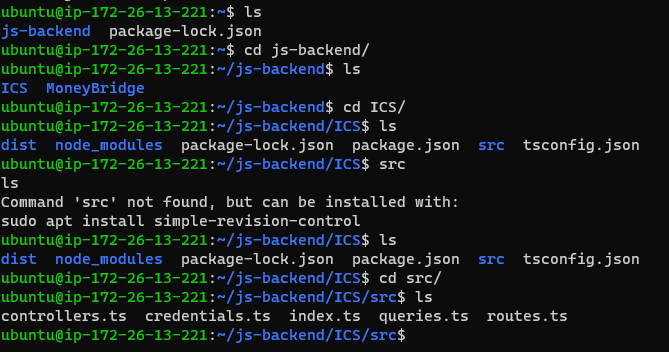 ubuntu@ip-172-26-13-221:~$ ls
js-backend  package-lock.json
ubuntu@ip-172-26-13-221:~$ cd js-backend/
ubuntu@ip-172-26-13-221:~/js-backend$ ls
ICS  MoneyBridge
ubuntu@ip-172-26-13-221:~/js-backend$ cd ICS/
ubuntu@ip-172-26-13-221:~/js-backend/ICS$ ls
dist  node_modules  package-lock.json  package.json  src  tsconfig.json
ubuntu@ip-172-26-13-221:~/js-backend/ICS$ src
ls
Command 'src' not found, but can be installed with:
sudo apt install simple-revision-control
ubuntu@ip-172-26-13-221:~/js-backend/ICS$ ls
dist  node_modules  package-lock.json  package.json  src  tsconfig.json
ubuntu@ip-172-26-13-221:~/js-backend/ICS$ cd src/
ubuntu@ip-172-26-13-221:~/js-backend/ICS/src$ ls
controllers.ts  credentials.ts  index.ts  queries.ts  routes.ts
ubuntu@ip-172-26-13-221:~/js-backend/ICS/src$